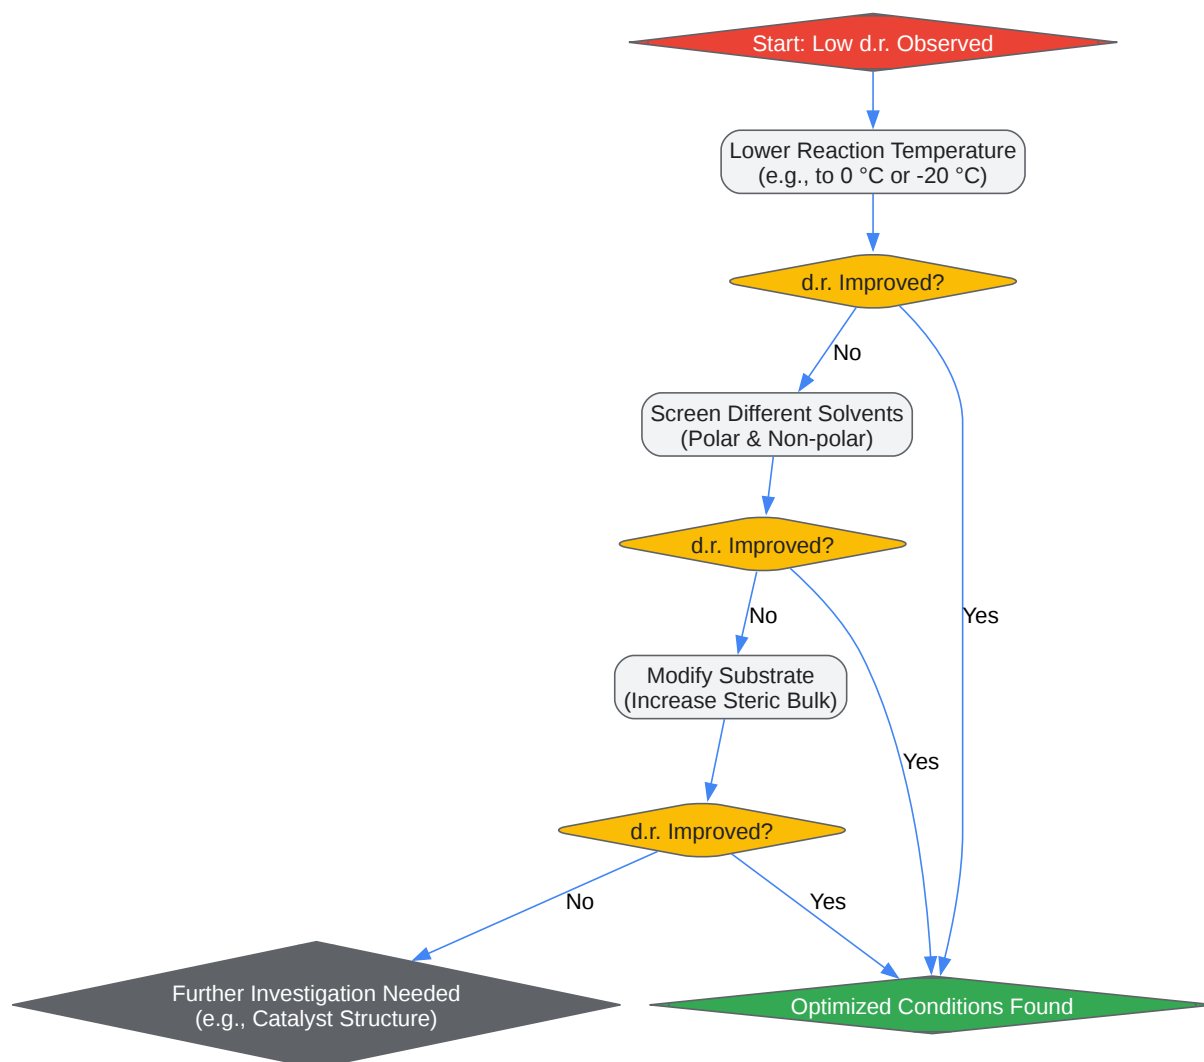 Start: Low d.r. Observed
Lower Reaction Temperature
(e.g., to 0 °C or -20 °C)
d.r. Improved?
No
Screen Different Solvents
(Polar & Non-polar)
d.r. Improved?
No
Yes
Modify Substrate
(Increase Steric Bulk)
Yes
d.r. Improved?
No
Yes
Further Investigation Needed
(e.g., Catalyst Structure)
Optimized Conditions Found